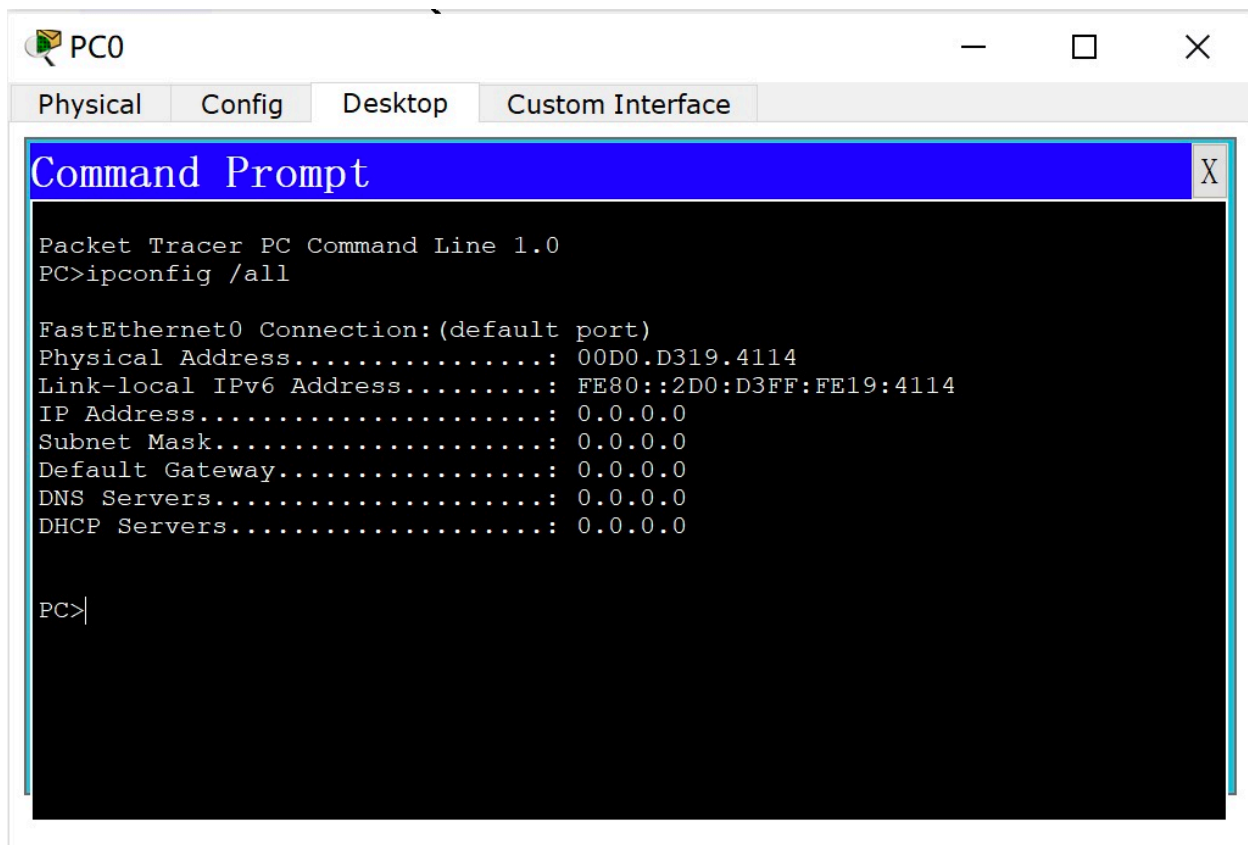 PC0
Physical Config Desktop Custom Interface
Command Prompt X
Packet Tracer PC Command Line 1.0
PC>ipconfig /all
FastEthernet0 Connection:(default port)
Physical Address................: 00D0.D319.4114
Link-local IPv6 Address.........: FE80::2D0:D3FF:FE19:4114
IP Address......................: 0.0.0.0
Subnet Mask.....................: 0.0.0.0
Default Gateway.................: 0.0.0.0
DNS Servers.....................: 0.0.0.0
DHCP Servers....................: 0.0.0.0
PC>